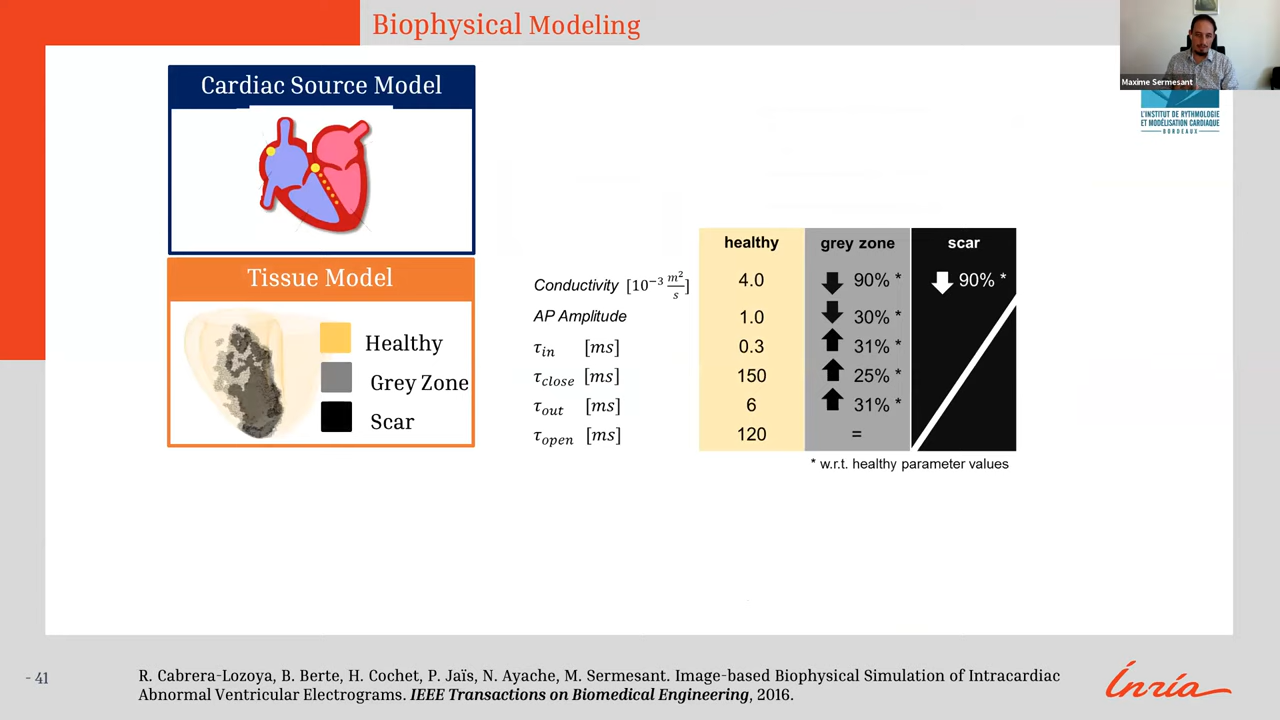 Biophysical Modeling
Maxime Sermesant
L'INSTITUT DE RYTHMOLOGIE
ET MODÉLISATION CARDIAQUE
BORDEAUX
Cardiac Source Model
Tissue Model
Healthy
Grey Zone
Scar
healthy grey zone scar
Conductivity [10⁻³ m²/s] 4.0 90% * 90% *
AP Amplitude 1.0 30% *
τin [ms] 0.3 31% *
τclose [ms] 150 25% *
τout [ms] 6 31% *
τopen [ms] 120 =
* w.r.t. healthy parameter values
- 41
R. Cabrera-Lozoya, B. Berte, H. Cochet, P. Jaïs, N. Ayache, M. Sermesant. Image-based Biophysical Simulation of Intracardiac
Abnormal Ventricular Electrograms. IEEE Transactions on Biomedical Engineering, 2016.
Inria